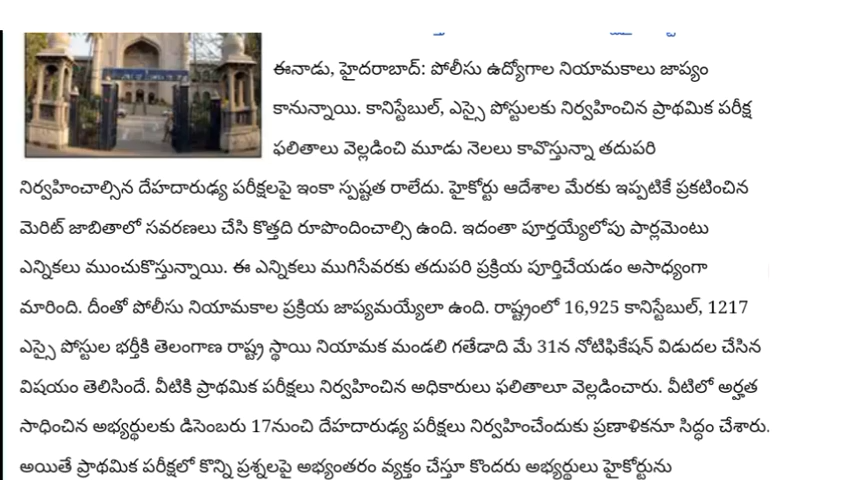 ఈనాడు, హైదరాబాద్: పోలీసు ఉద్యోగాల నియామకాలు జాప్యం
కానున్నాయి. కానిస్టేబుల్, ఎస్సై పోస్టులకు నిర్వహించిన ప్రాథమిక పరీక్ష
ఫలితాలు వెల్లడించి మూడు నెలలు కావొస్తున్నా తదుపరి
నిర్వహించాల్సిన దేహదారుఢ్య పరీక్షలపై ఇంకా స్పష్టత రాలేదు. హైకోర్టు ఆదేశాల మేరకు ఇప్పటికే ప్రకటించిన
మెరిట్ జాబితాలో సవరణలు చేసి కొత్తది రూపొందించాల్సి ఉంది. ఇదంతా పూర్తయ్యేలోపు పార్లమెంటు
ఎన్నికలు ముంచుకొస్తున్నాయి. ఈ ఎన్నికలు ముగిసేవరకు తదుపరి ప్రక్రియ పూర్తిచేయడం అసాధ్యంగా
మారింది. దీంతో పోలీసు నియామకాల ప్రక్రియ జాప్యమయ్యేలా ఉంది. రాష్ట్రంలో 16,925 కానిస్టేబుల్, 1217
ఎస్సై పోస్టుల భర్తీకి తెలంగాణ రాష్ట్ర స్థాయి నియామక మండలి గతేడాది మే 31న నోటిఫికేషన్ విడుదల చేసిన
విషయం తెలిసిందే. వీటికి ప్రాథమిక పరీక్షలు నిర్వహించిన అధికారులు ఫలితాలూ వెల్లడించారు. వీటిలో అర్హత
సాధించిన అభ్యర్థులకు డిసెంబరు 17నుంచి దేహదారుఢ్య పరీక్షలు నిర్వహించేందుకు ప్రణాళికనూ సిద్ధం చేశారు.
అయితే ప్రాథమిక పరీక్షలో కొన్ని ప్రశ్నలపై అభ్యంతరం వ్యక్తం చేస్తూ కొందరు అభ్యర్థులు హైకోర్టును